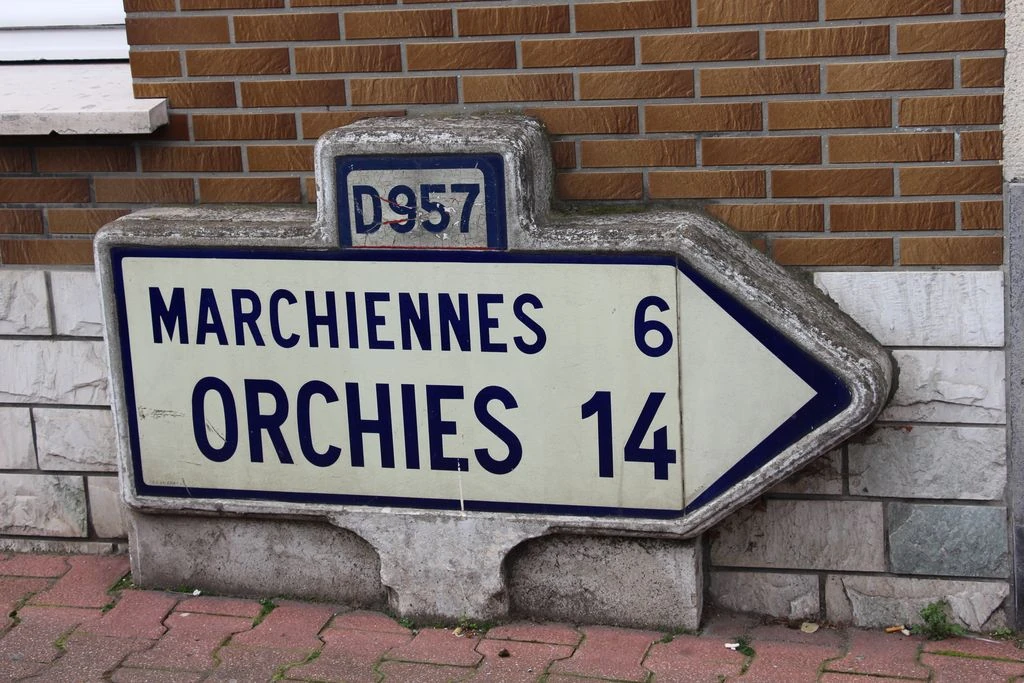 D957
MARCHIENNES 6
ORCHIES 14